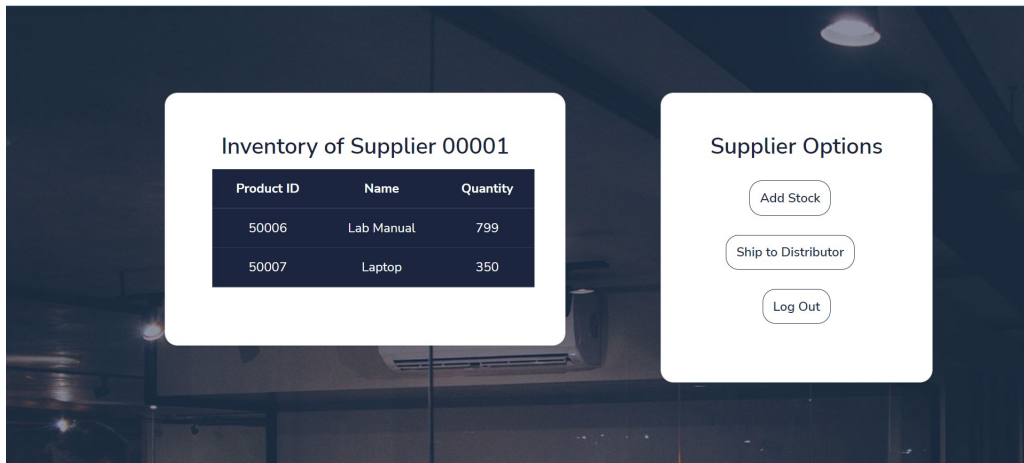 Inventory of Supplier 00001
Product ID Name Quantity
50006 Lab Manual 799
50007 Laptop 350
Supplier Options
Add Stock
Ship to Distributor
Log Out